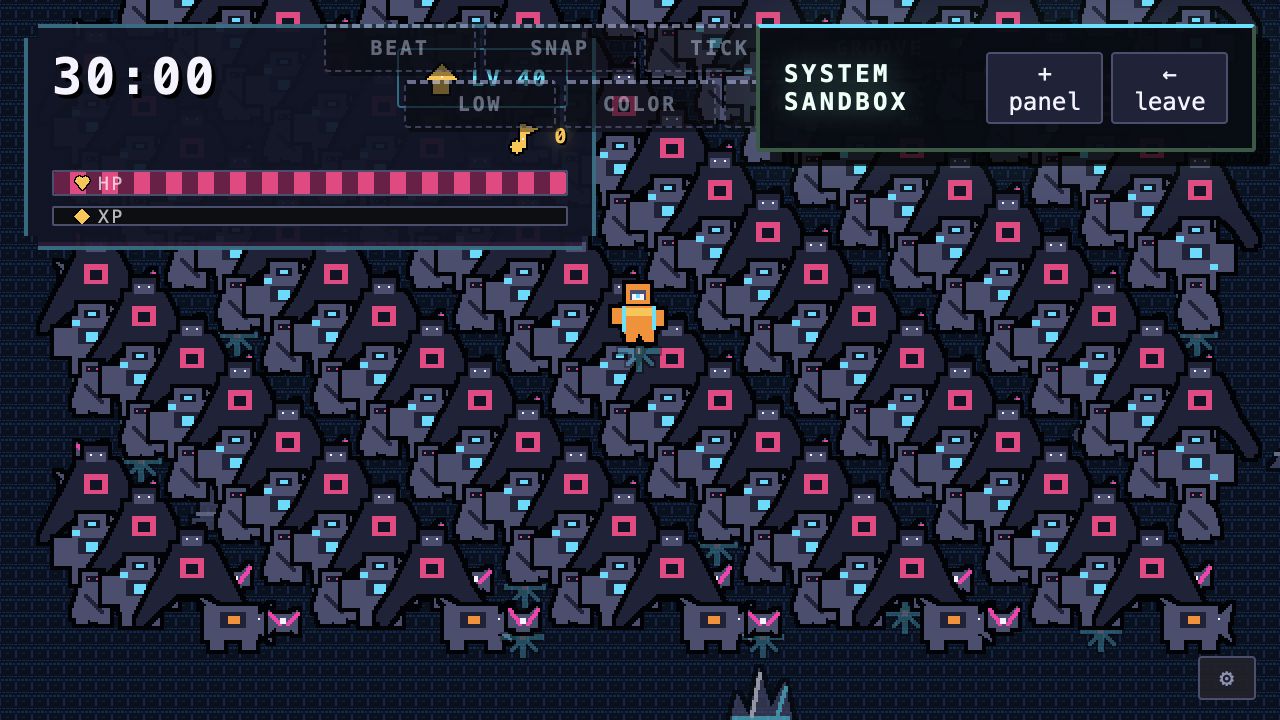 30:00
BEAT
SNAP
TICK
LV 40
LOW
COLOR
0
HP
XP
SYSTEM
SANDBOX
+
panel
←
leave